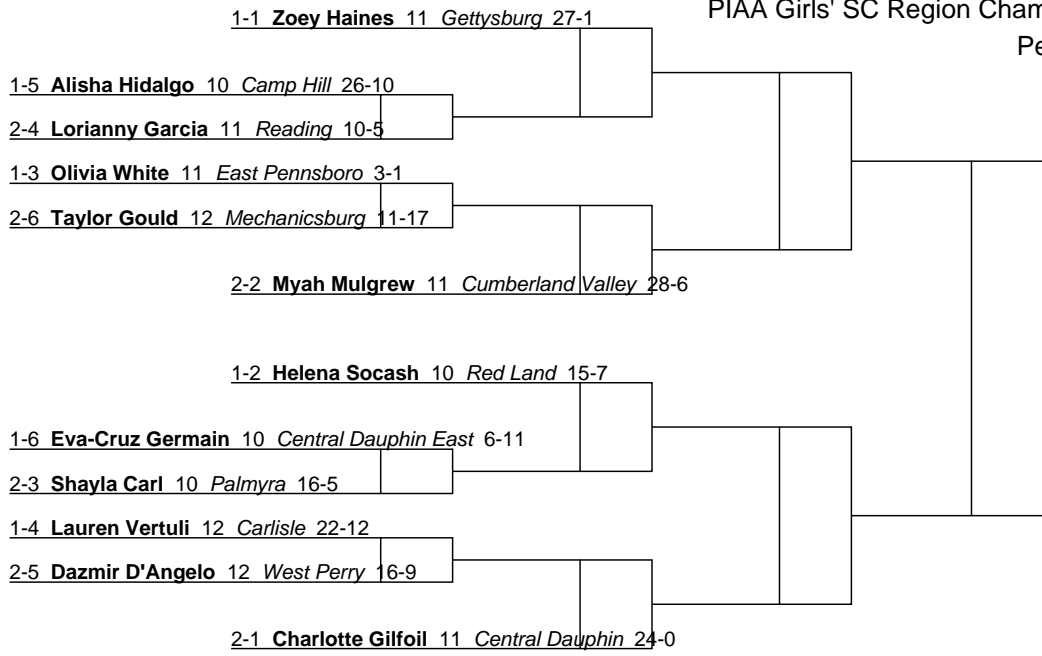 PIAA Girls' SC Region Cham
Pe
1-1 Zoey Haines 11 Gettysburg 27-1
1-5 Alisha Hidalgo 10 Camp Hill 26-10
2-4 Lorianny Garcia 11 Reading 10-5
1-3 Olivia White 11 East Pennsboro 3-1
2-6 Taylor Gould 12 Mechanicsburg 11-17
2-2 Myah Mulgrew 11 Cumberland Valley 28-6
1-2 Helena Socash 10 Red Land 15-7
1-6 Eva-Cruz Germain 10 Central Dauphin East 6-11
2-3 Shayla Carl 10 Palmyra 16-5
1-4 Lauren Vertuli 12 Carlisle 22-12
2-5 Dazmir D'Angelo 12 West Perry 16-9
2-1 Charlotte Gilfoil 11 Central Dauphin 24-0